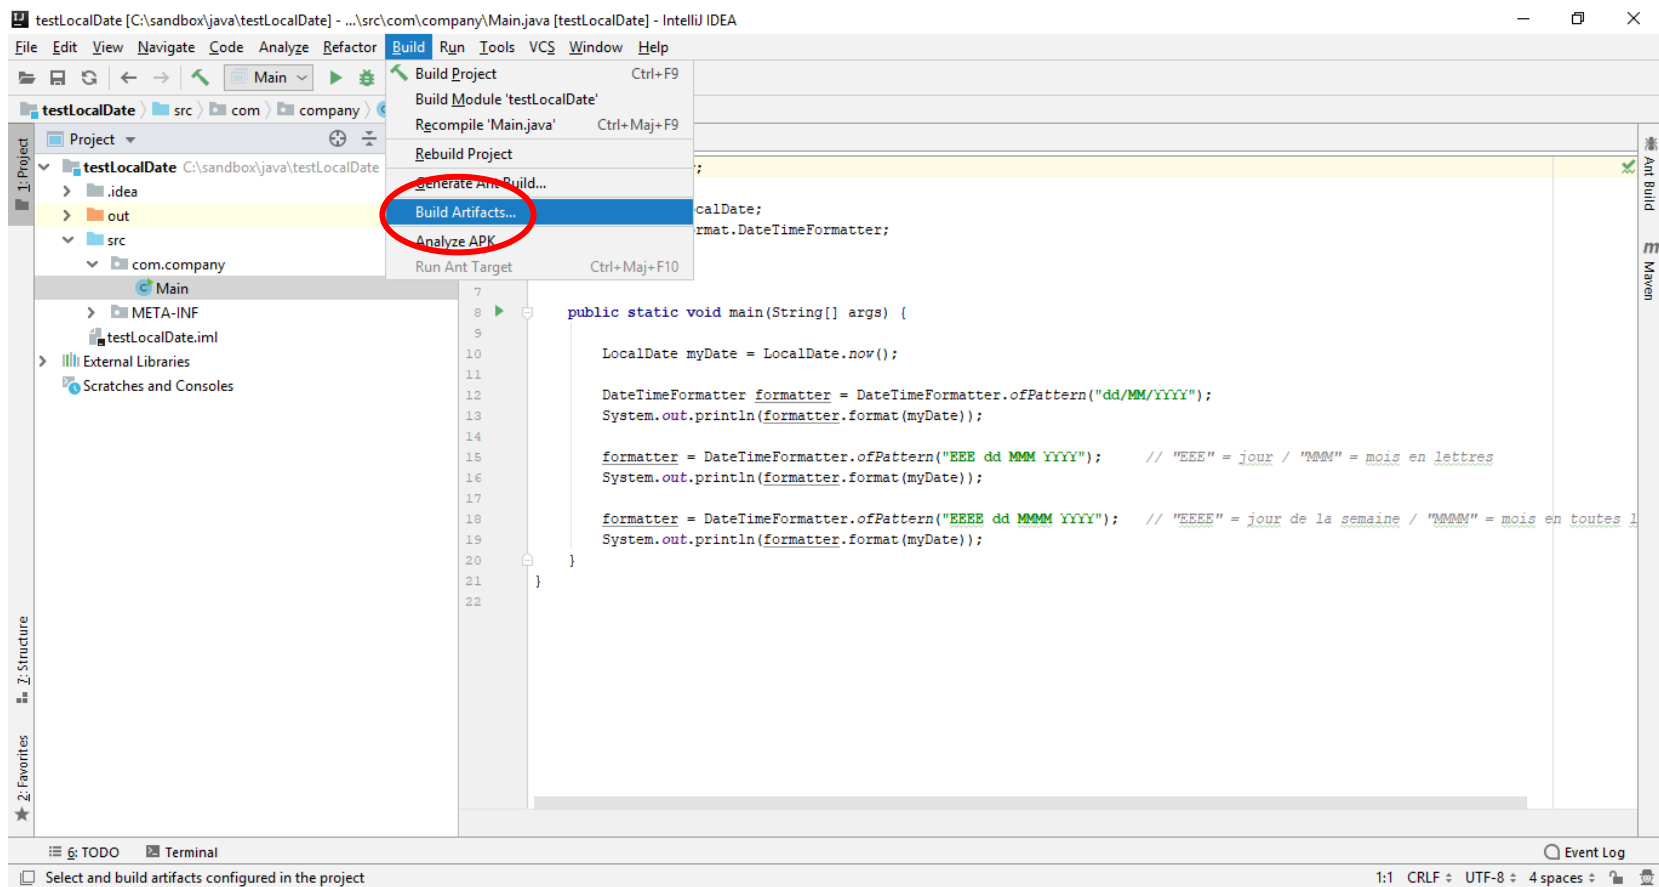 testLocalDate [C:\sandbox\java\testLocalDate] - ...\src\com\company\Main.java [testLocalDate] - IntelliJ IDEA
File Edit View Navigate Code Analyze Refactor Build Run Tools VCS Window Help
Main
testLocalDate src com company
Build Project Ctrl+F9
Build Module 'testLocalDate'
Recompile 'Main.java' Ctrl+Maj+F9
Rebuild Project
Generate Ant Build...
Build Artifacts...
Analyze APK
Run Ant Target Ctrl+Maj+F10
1: Project
7: Structure
2: Favorites
Project
testLocalDate C:\sandbox\java\testLocalDate
.idea
out
src
com.company
Main
META-INF
testLocalDate.iml
External Libraries
Scratches and Consoles
;
calDate;
rmat.DateTimeFormatter;
7
8 public static void main(String[] args) {
9
10 LocalDate myDate = LocalDate.now();
11
12 DateTimeFormatter formatter = DateTimeFormatter.ofPattern("dd/MM/YYYY");
13 System.out.println(formatter.format(myDate));
14
15 formatter = DateTimeFormatter.ofPattern("EEE dd MMM YYYY"); // "EEE" = jour / "MMM" = mois en lettres
16 System.out.println(formatter.format(myDate));
17
18 formatter = DateTimeFormatter.ofPattern("EEEE dd MMMM YYYY"); // "EEEE" = jour de la semaine / "MMMM" = mois en toutes l
19 System.out.println(formatter.format(myDate));
20 }
21 }
22
Ant Build
m Maven
6: TODO Terminal Event Log
Select and build artifacts configured in the project 1:1 CRLF UTF-8 4 spaces